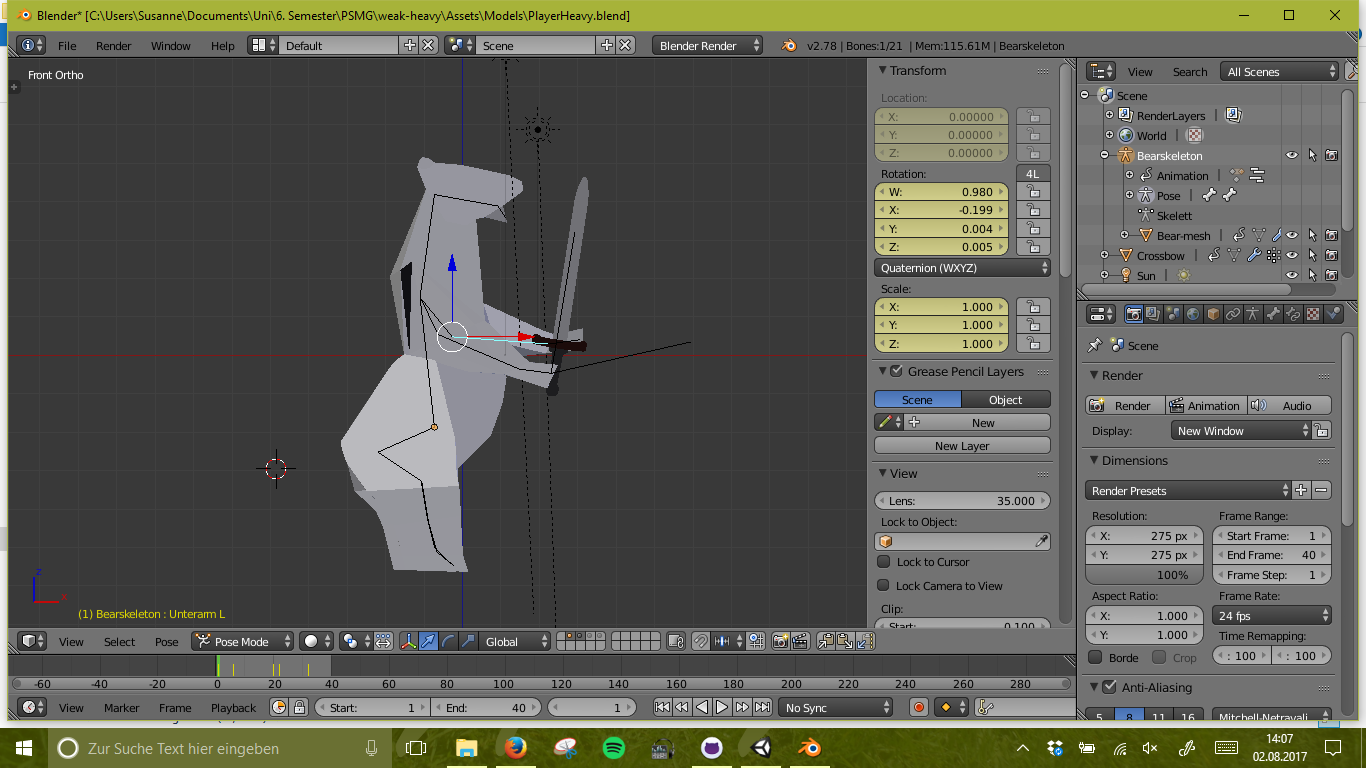 Blender* [C:\Users\Susanne\Documents\Uni\6. Semester\PSMG\weak-heavy\Assets\Models\PlayerHeavy.blend]
File Render Window Help Default Scene Blender Render v2.78 | Bones:1/21 | Mem:115.61M | Bearskeleton
Front Ortho
(1) Bearskeleton : Unterarm L
z
x
Transform
Location:
X: 0.00000
Y: 0.00000
Z: 0.00000
Rotation: 4L
W: 0.980
X: -0.199
Y: 0.004
Z: 0.005
Quaternion (WXYZ)
Scale:
X: 1.000
Y: 1.000
Z: 1.000
Grease Pencil Layers
Scene Object
New
New Layer
View
Lens: 35.000
Lock to Object:
Lock to Cursor
Lock Camera to View
Clip:
Start: 0.100
View Search All Scenes
Scene
RenderLayers
World
Bearskeleton
Animation
Pose
Skelett
Bear-mesh
Crossbow
Sun
Scene
Render
Render Animation Audio
Display: New Window
Dimensions
Render Presets
Resolution: Frame Range:
X: 275 px Start Frame: 1
Y: 275 px End Frame: 40
100% Frame Step: 1
Aspect Ratio: Frame Rate:
X: 1.000 24 fps
Y: 1.000 Time Remapping:
Borde Crop : 100 : 100
Anti-Aliasing
5 8 11 16 Mitchell-Netravali
View Select Pose Pose Mode Global
-60 -40 -20 0 20 40 60 80 100 120 140 160 180 200 220 240 260 280
View Marker Frame Playback Start: 1 End: 40 1 No Sync
Zur Suche Text hier eingeben
14:07
02.08.2017